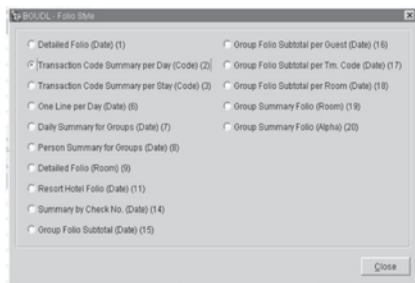 BOUDL - Folio Style
Detailed Folio (Date) (1)
Transaction Code Summary per Day (Code) (2)
Transaction Code Summary per Stay (Code) (3)
One Line per Day (Date) (6)
Daily Summary for Groups (Date) (7)
Person Summary for Groups (Date) (8)
Detailed Folio (Room) (9)
Resort Hotel Folio (Date) (11)
Summary by Check No. (Date) (14)
Group Folio Subtotal (Date) (15)
Group Folio Subtotal per Guest (Date) (16)
Group Folio Subtotal per Trn. Code (Date) (17)
Group Folio Subtotal per Room (Date) (18)
Group Summary Folio (Room) (19)
Group Summary Folio (Alpha) (20)
Close